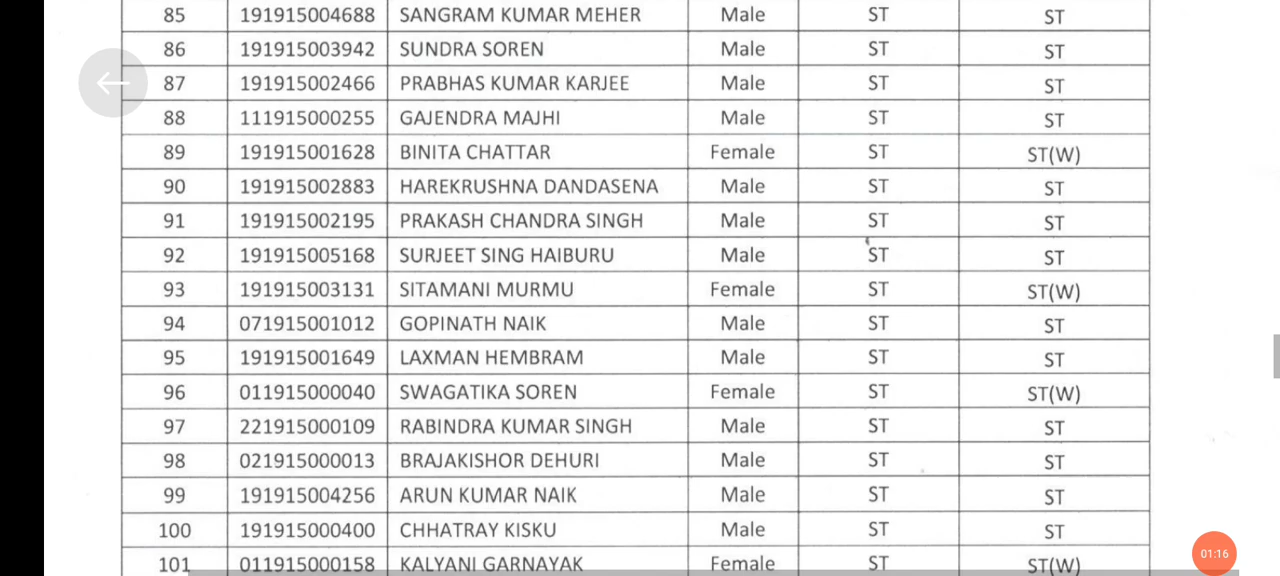 85 191915004688 SANGRAM KUMAR MEHER Male ST ST
86 191915003942 SUNDRA SOREN Male ST ST
87 191915002466 PRABHAS KUMAR KARJEE Male ST ST
88 111915000255 GAJENDRA MAJHI Male ST ST
89 191915001628 BINITA CHATTAR Female ST ST(W)
90 191915002883 HAREKRUSHNA DANDASENA Male ST ST
91 191915002195 PRAKASH CHANDRA SINGH Male ST ST
92 191915005168 SURJEET SING HAIBURU Male ST ST
93 191915003131 SITAMANI MURMU Female ST ST(W)
94 071915001012 GOPINATH NAIK Male ST ST
95 191915001649 LAXMAN HEMBRAM Male ST ST
96 011915000040 SWAGATIKA SOREN Female ST ST(W)
97 221915000109 RABINDRA KUMAR SINGH Male ST ST
98 021915000013 BRAJAKISHOR DEHURI Male ST ST
99 191915004256 ARUN KUMAR NAIK Male ST ST
100 191915000400 CHHATRAY KISKU Male ST ST
101 011915000158 KALYANI GARNAYAK Female ST ST(W)
01:16